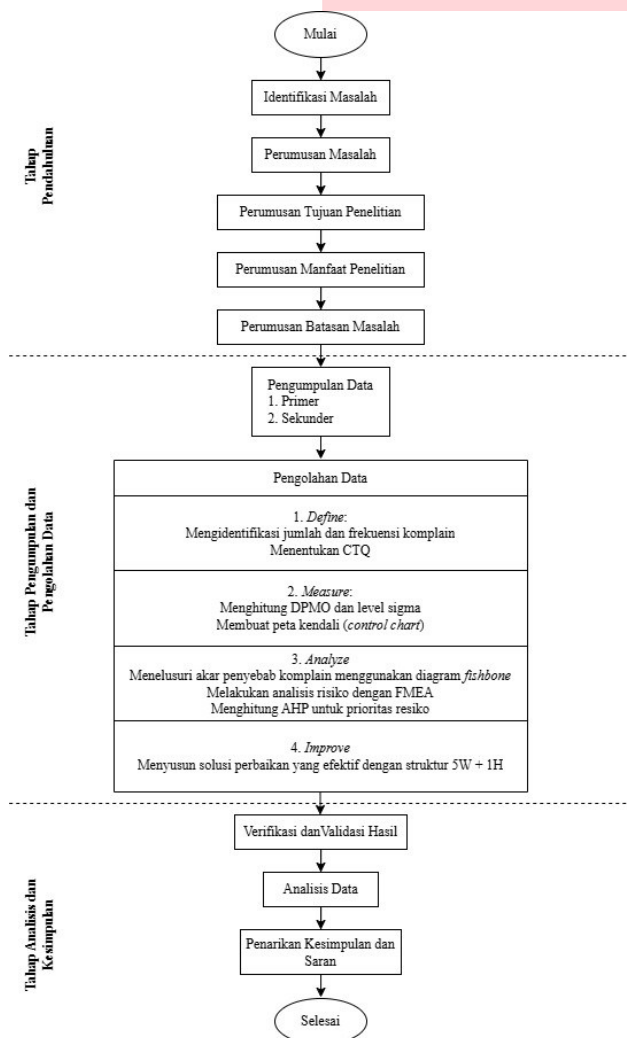 Mulai
Tahap
Pendahuluan
Identifikasi Masalah
Perumusan Masalah
Perumusan Tujuan Penelitian
Perumusan Manfaat Penelitian
Perumusan Batasan Masalah
Tahap Pengumpulan dan
Pengolahan Data
Pengumpulan Data
1. Primer
2. Sekunder
Pengolahan Data
1. Define:
Mengidentifikasi jumlah dan frekuensi komplain
Menentukan CTQ
2. Measure:
Menghitung DPMO dan level sigma
Membuat peta kendali (control chart)
3. Analyze
Menelusuri akar penyebab komplain menggunakan diagram fishbone
Melakukan analisis risiko dengan FMEA
Menghitung AHP untuk prioritas resiko
4. Improve
Menyusun solusi perbaikan yang efektif dengan struktur 5W + 1H
Tahap Analisis dan
Kesimpulan
Verifikasi danValidasi Hasil
Analisis Data
Penarikan Kesimpulan dan
Saran
Selesai